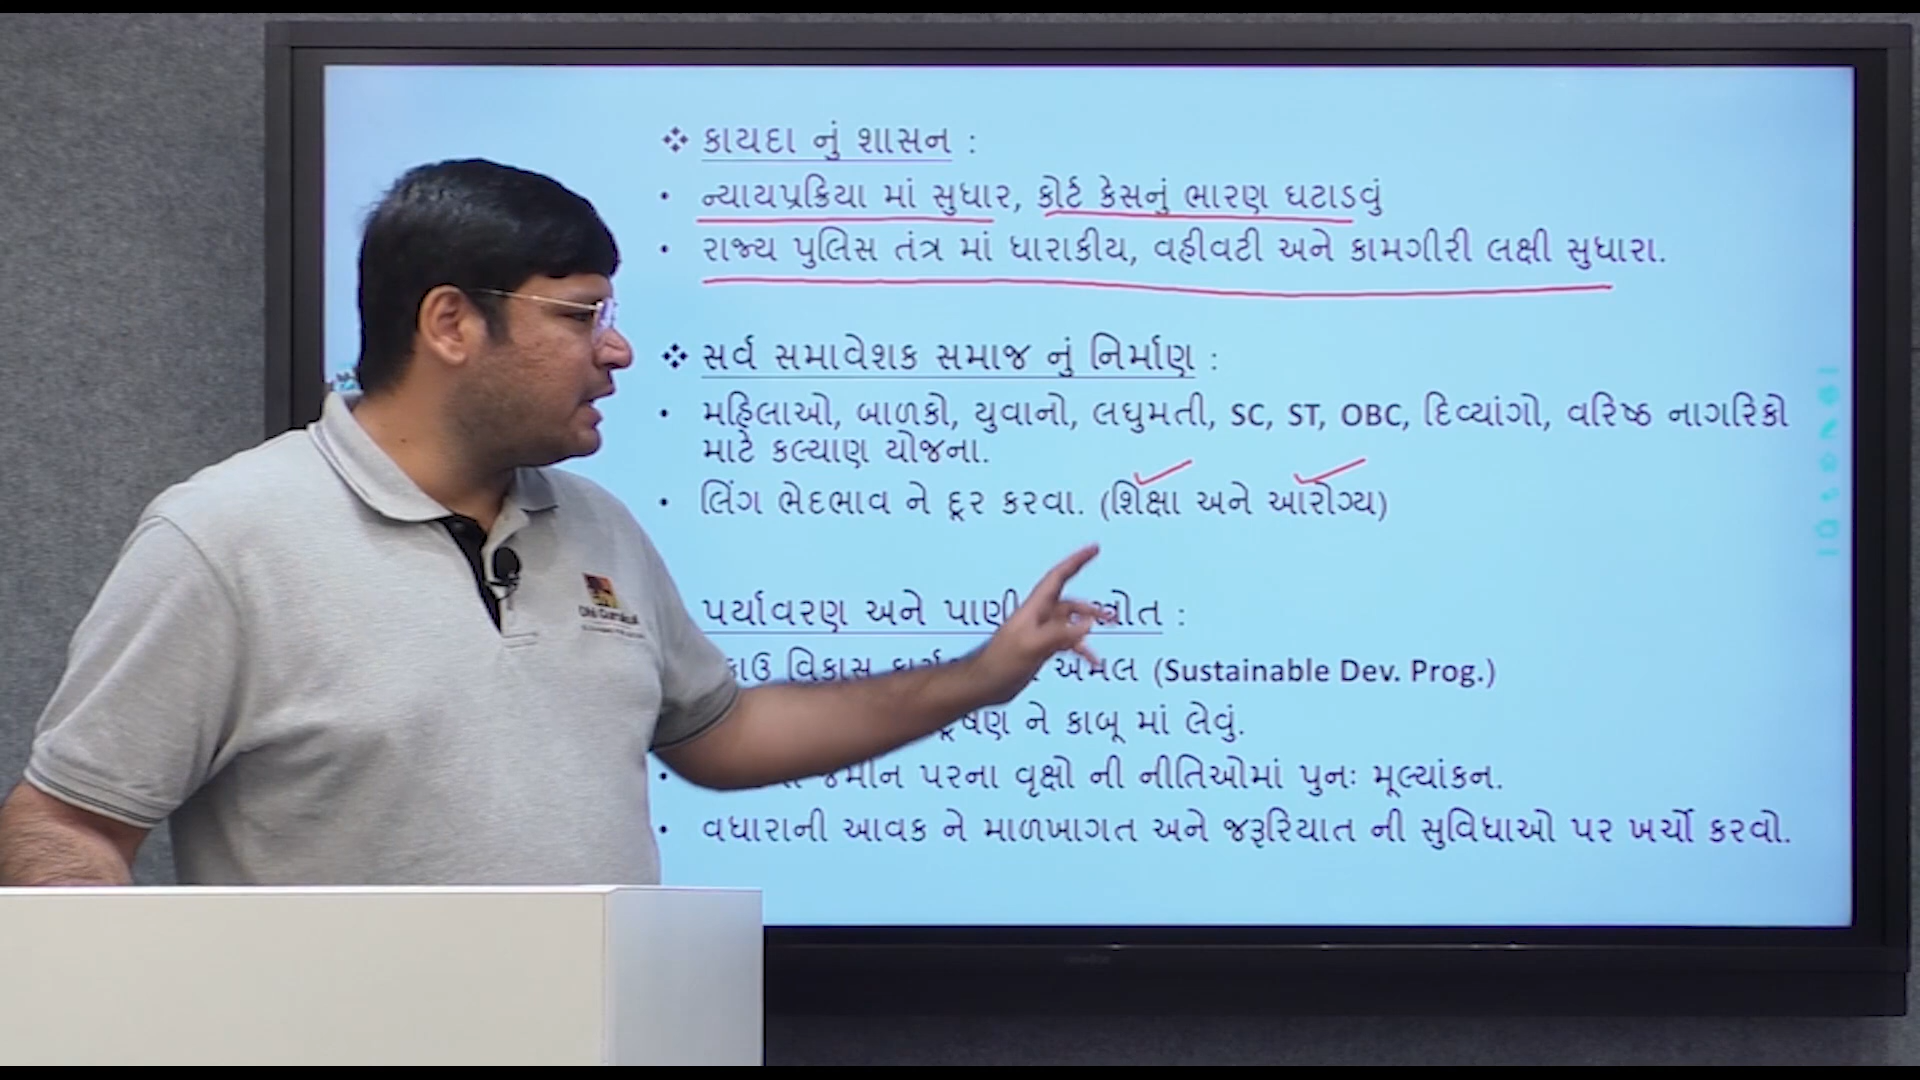 ❖ કાયદા નું શાસન :
• ન્યાયપ્રક્રિયા માં સુધાર, કોર્ટ કેસનું ભારણ ઘટાડવું
• રાજ્ય પુલિસ તંત્ર માં ધારાકીય, વહીવટી અને કામગીરી લક્ષી સુધારા.
❖ સર્વ સમાવેશક સમાજ નું નિર્માણ :
• મહિલાઓ, બાળકો, યુવાનો, લઘુમતી, SC, ST, OBC, દિવ્યાંગો, વરિષ્ઠ નાગરિકો
માટે કલ્યાણ યોજના.
• લિંગ ભેદભાવ ને દૂર કરવા. (શિક્ષા અને આરોગ્ય)
પર્યાવરણ અને પાણી
વિકાસ અમલ (Sustainable Dev. Prog.)
ને કાબૂ માં લેવું.
• પરના વૃક્ષો ની નીતિઓમાં પુનઃ મૂલ્યાંકન.
• વધારાની આવક ને માળખાગત અને જરૂરિયાત ની સુવિધાઓ પર ખર્ચો કરવો.